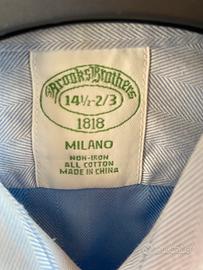 Brooks Brothers
14½-2/3
1818
MILANO
NON-IRON
ALL COTTON
MADE IN CHINA